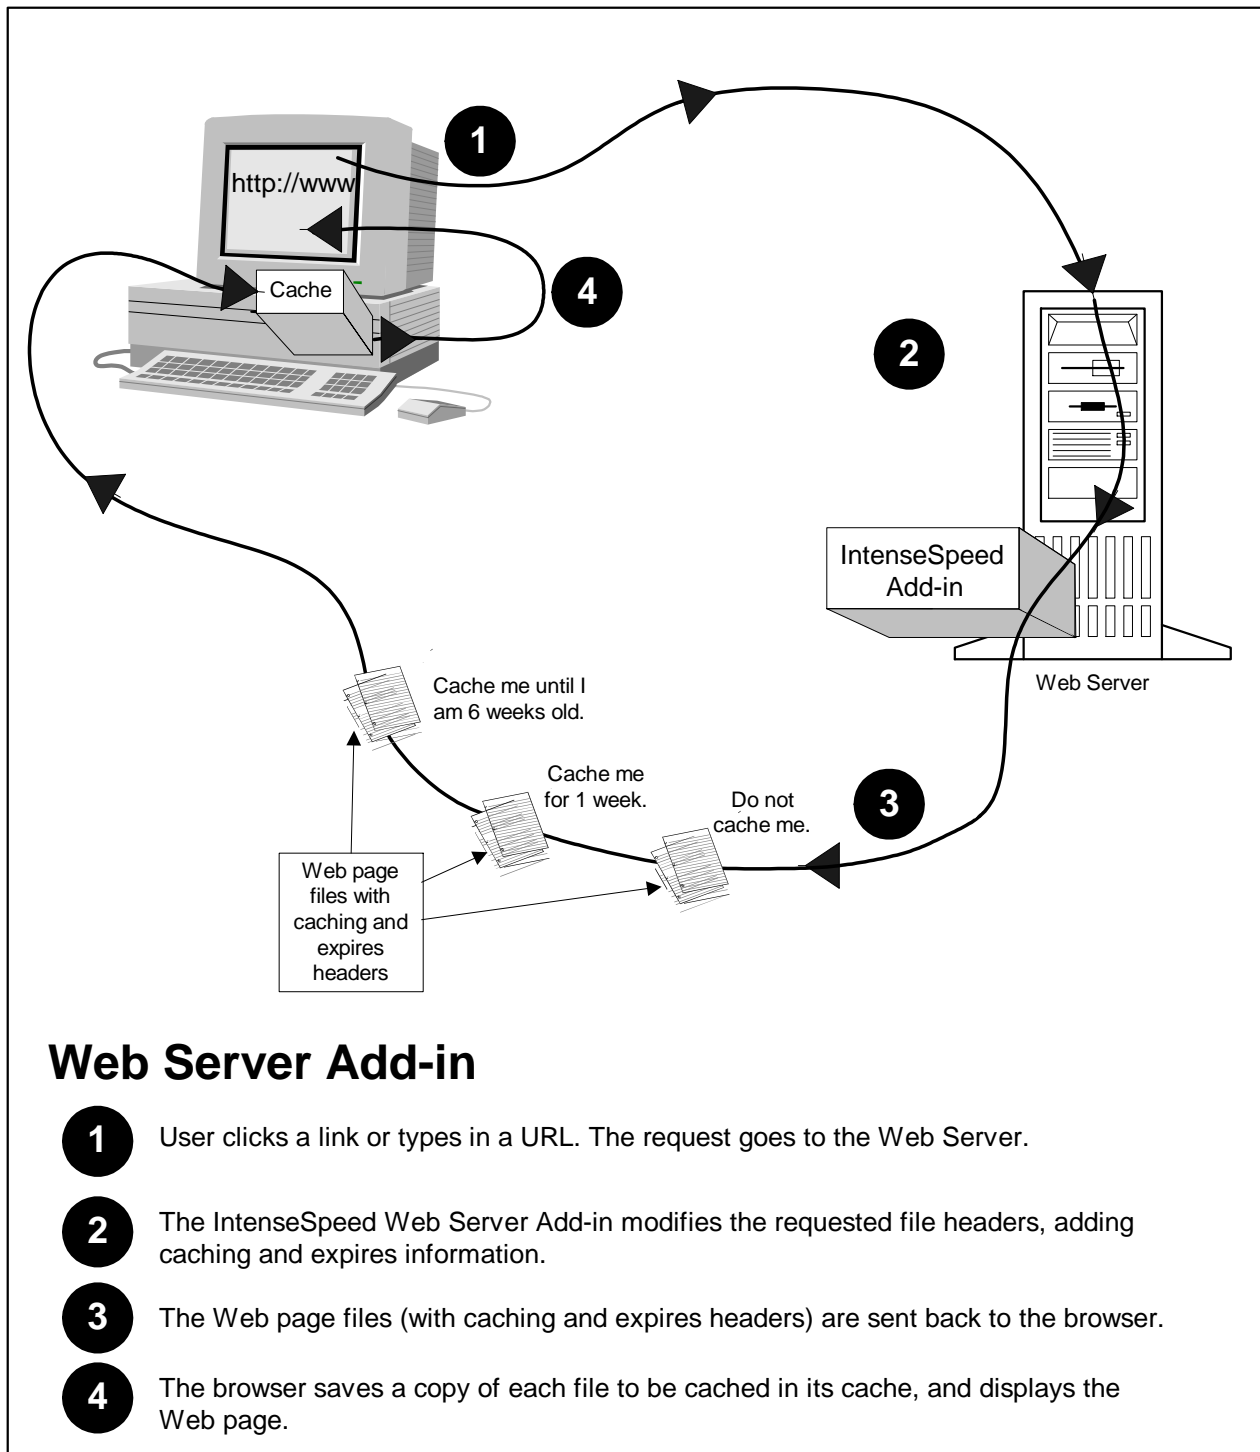 1
http://www
Cache
4
2
IntenseSpeed
Add-in
Web Server
Cache me until I
am 6 weeks old.
Cache me
for 1 week.
Do not
cache me.
3
Web page
files with
caching and
expires
headers
Web Server Add-in
1 User clicks a link or types in a URL. The request goes to the Web Server.
2 The IntenseSpeed Web Server Add-in modifies the requested file headers, adding
caching and expires information.
3 The Web page files (with caching and expires headers) are sent back to the browser.
4 The browser saves a copy of each file to be cached in its cache, and displays the
Web page.